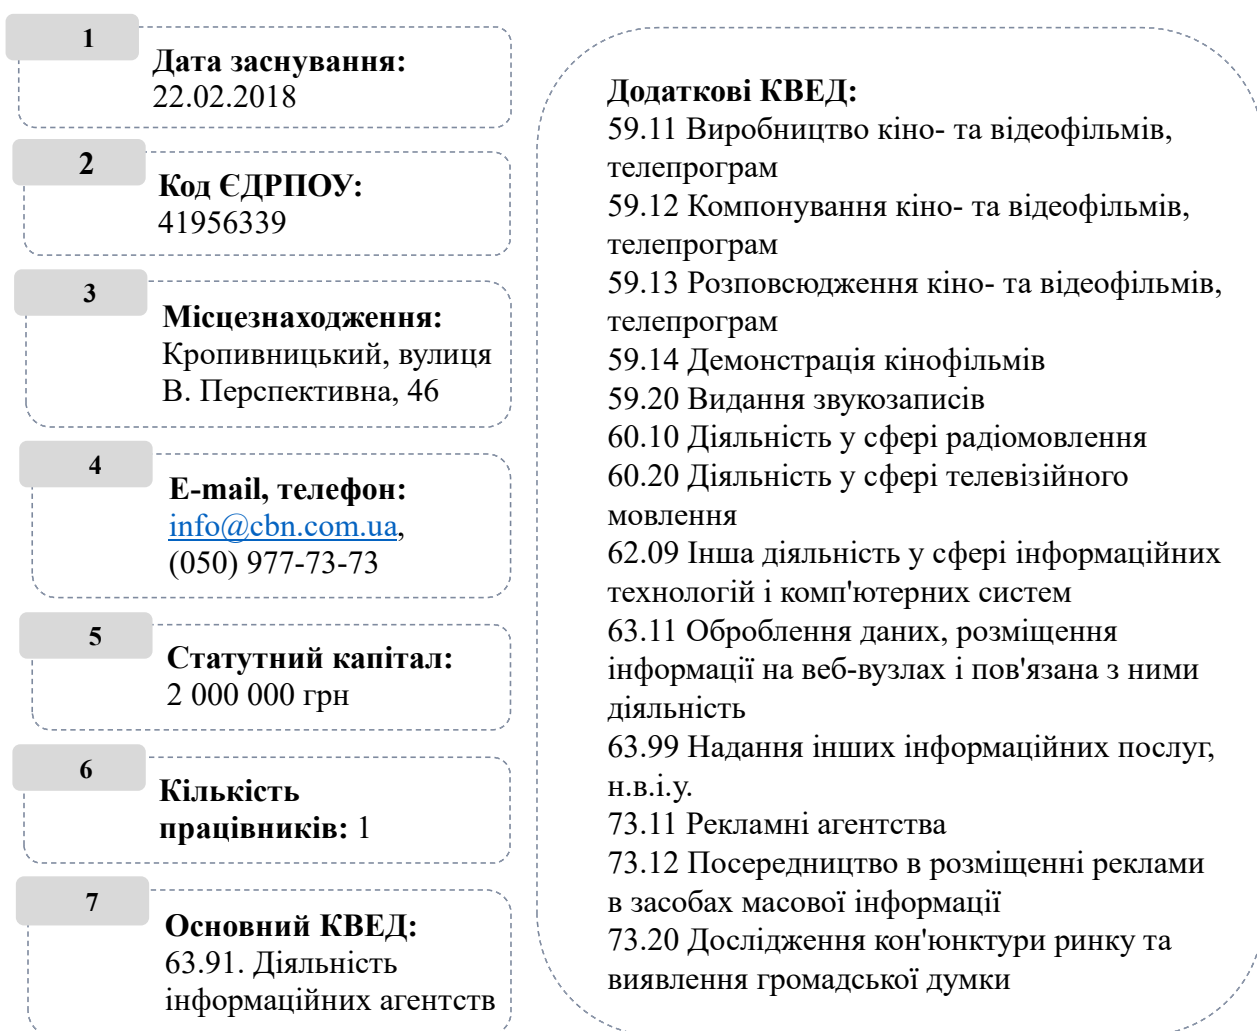 1
Дата заснування:
22.02.2018
2
Код ЄДРПОУ:
41956339
3
Місцезнаходження:
Кропивницький, вулиця
В. Перспективна, 46
4
E-mail, телефон:
info@cbn.com.ua,
(050) 977-73-73
5
Статутний капітал:
2 000 000 грн
6
Кількість
працівників: 1
7
Основний КВЕД:
63.91. Діяльність
інформаційних агентств
Додаткові КВЕД:
59.11 Виробництво кіно- та відеофільмів,
телепрограм
59.12 Компонування кіно- та відеофільмів,
телепрограм
59.13 Розповсюдження кіно- та відеофільмів,
телепрограм
59.14 Демонстрація кінофільмів
59.20 Видання звукозаписів
60.10 Діяльність у сфері радіомовлення
60.20 Діяльність у сфері телевізійного
мовлення
62.09 Інша діяльність у сфері інформаційних
технологій і комп'ютерних систем
63.11 Оброблення даних, розміщення
інформації на веб-вузлах і пов'язана з ними
діяльність
63.99 Надання інших інформаційних послуг,
н.в.і.у.
73.11 Рекламні агентства
73.12 Посередництво в розміщенні реклами
в засобах масової інформації
73.20 Дослідження кон'юнктури ринку та
виявлення громадської думки